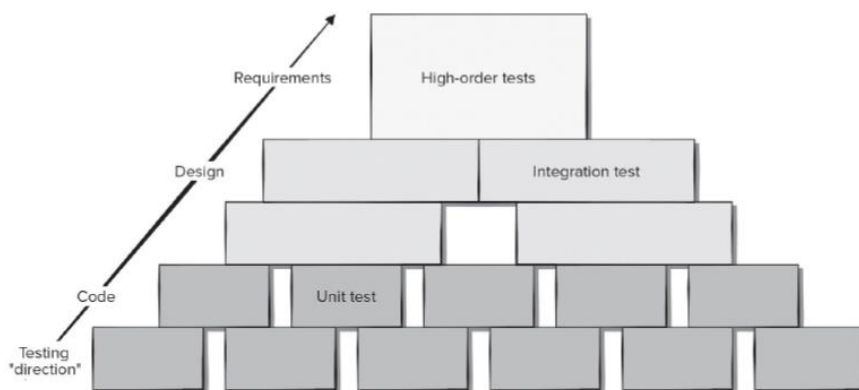 Requirements
High-order tests
Design
Integration test
Code
Unit test
Testing
"direction"